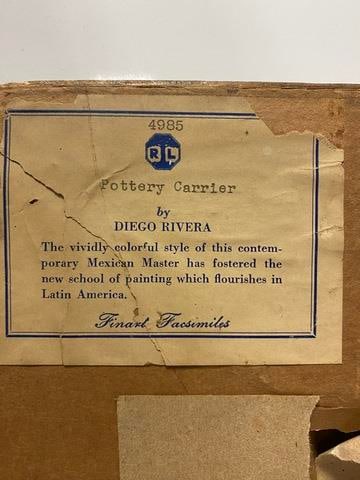 4985
RL
Pottery Carrier
by
DIEGO RIVERA
The vividly colorful style of this contem-
porary Mexican Master has fostered the
new school of painting which flourishes in
Latin America.
Finart Facsimiles